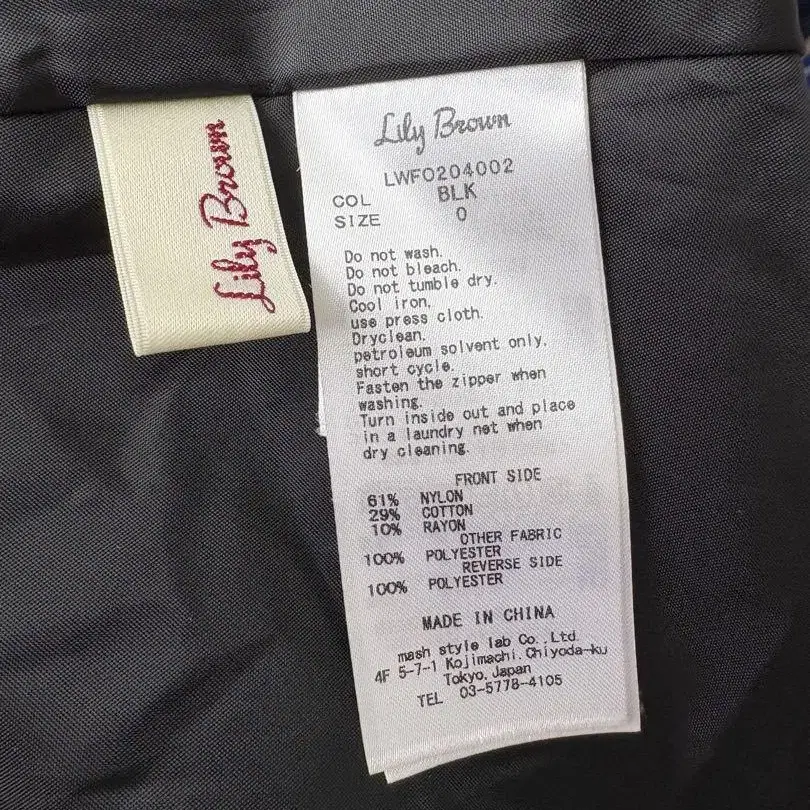 Lily Brown
Lily Brown
LWFO204002
COL BLK
SIZE 0
Do not wash.
Do not bleach.
Do not tumble dry.
Cool iron.
use press cloth.
Dryclean.
petroleum solvent only.
short cycle.
Fasten the zipper when
washing.
Turn inside out and place
in a laundry net when
dry cleaning.
FRONT SIDE
61% NYLON
29% COTTON
10% RAYON
OTHER FABRIC
100% POLYESTER
REVERSE SIDE
100% POLYESTER
MADE IN CHINA
mash style lab Co.,Ltd.
4F 5-7-1 Kojimachi, Chiyoda-ku
Tokyo, Japan
TEL 03-5778-4105